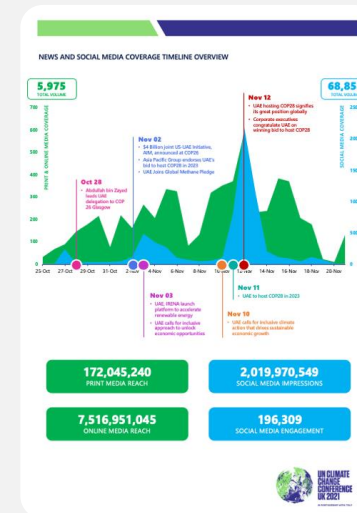 NEWS AND SOCIAL MEDIA COVERAGE TIMELINE OVERVIEW
5,975
TOTAL VOLUME
68,85
Nov 12
• UAE hosting COP28 signifies
its great position globally
• Corporate executives
congratulate UAE on
winning bid to host COP28
PRINT & ONLINE MEDIA COVERAGE
SOCIAL MEDIA COVERAGE
700
600
500
400
300
200
100
0
Nov 02
• $4 Billion joint US-UAE Initiative,
AIM, announced at COP26
• Asia Pacific Group endorses UAE's
bid to host COP28 in 2023
• UAE Joins Global Methane Pledge
Oct 28
• Abdullah bin Zayed
leads UAE
delegation to COP
26 Glasgow
25-Oct 27-Oct 29-Oct 31-Oct 2-Nov 4-Nov 6-Nov 8-Nov 10-Nov 12-Nov 14-Nov 16-Nov 18-Nov 20-Nov
Nov 03
• UAE, IRENA launch
platform to accelerate
renewable energy
• UAE calls for inclusive
approach to unlock
economic opportunities
Nov 11
• UAE to host COP28 in 2023
Nov 10
• UAE calls for inclusive climate
action that drives sustainable
economic growth.
172,045,240
PRINT MEDIA REACH
2,019,970,549
SOCIAL MEDIA IMPRESSIONS
7,516,951,045
ONLINE MEDIA REACH
196,309
SOCIAL MEDIA ENGAGEMENT
UN CLIMATE
CHANGE
CONFERENCE
UK 2021